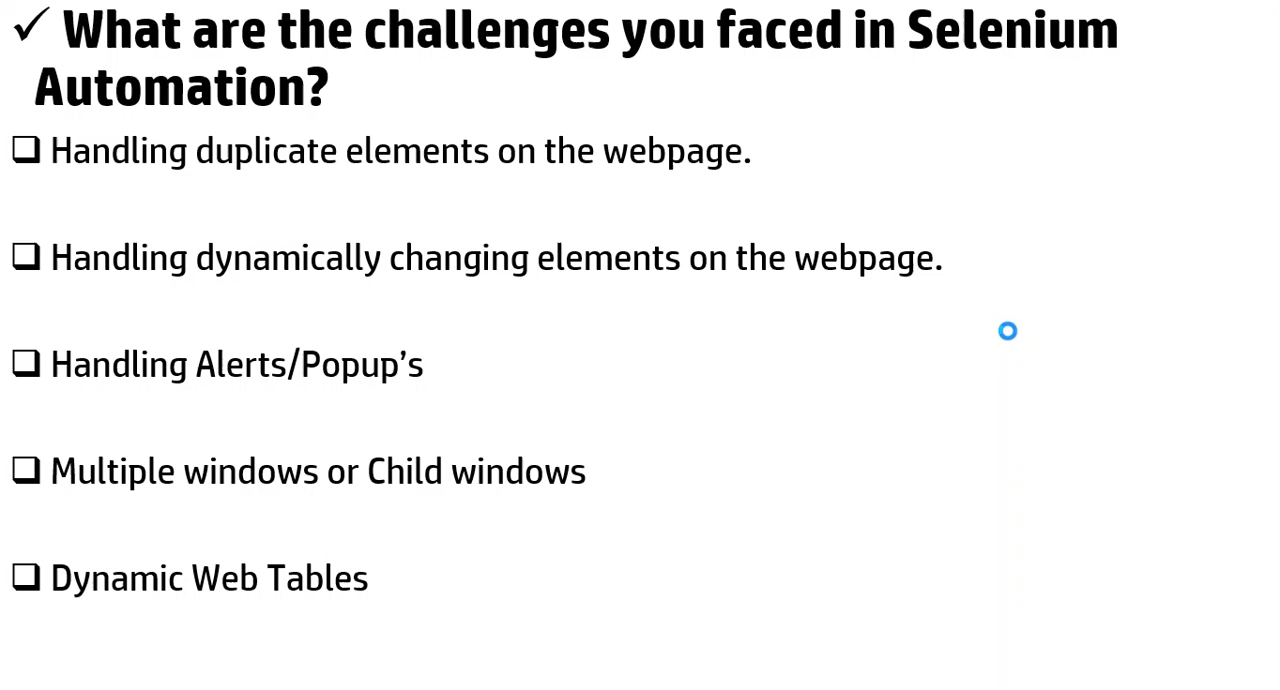 ✓ What are the challenges you faced in Selenium
Automation?
❑ Handling duplicate elements on the webpage.
❑ Handling dynamically changing elements on the webpage.
❑ Handling Alerts/Popup’s
❑ Multiple windows or Child windows
❑ Dynamic Web Tables